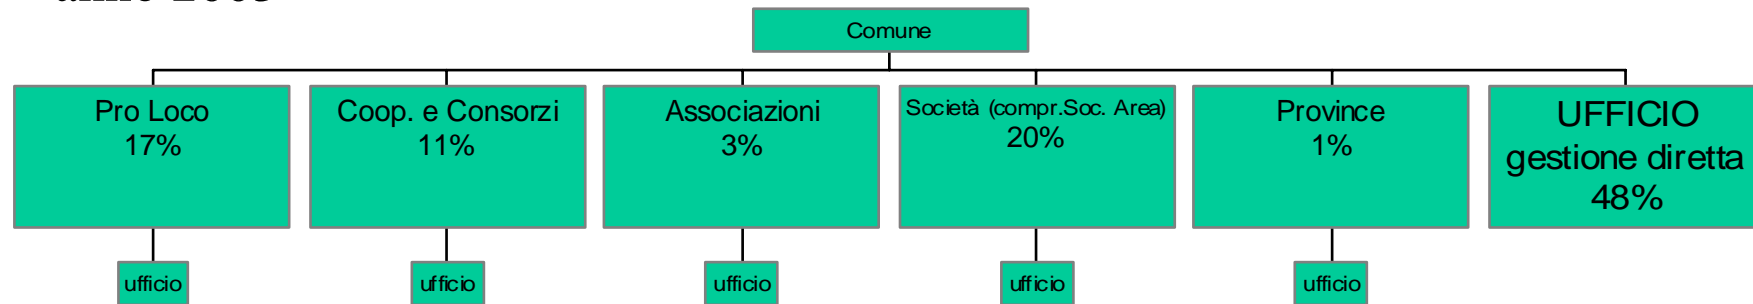 Comune
Pro Loco
17%
Coop. e Consorzi
11%
Associazioni
3%
Società (compr.Soc. Area)
20%
Province
1%
UFFICIO
gestione diretta
48%
ufficio
ufficio
ufficio
ufficio
ufficio